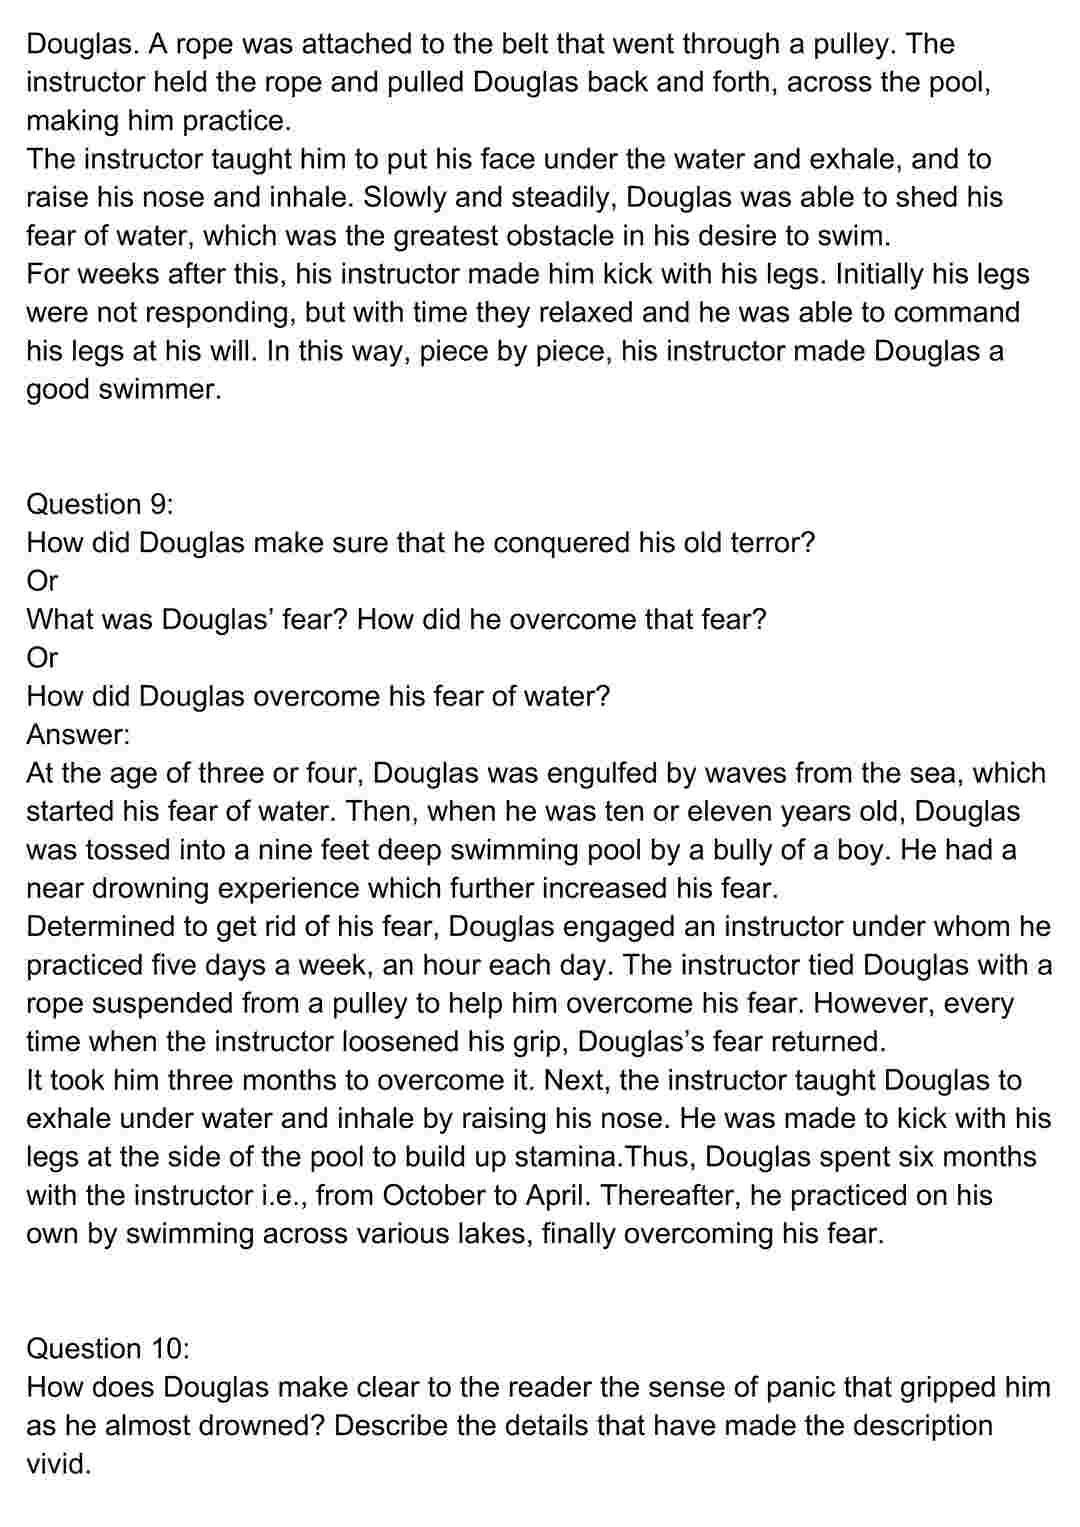 Douglas. A rope was attached to the belt that went through a pulley. The
instructor held the rope and pulled Douglas back and forth, across the pool,
making him practice.
The instructor taught him to put his face under the water and exhale, and to
raise his nose and inhale. Slowly and steadily, Douglas was able to shed his
fear of water, which was the greatest obstacle in his desire to swim.
For weeks after this, his instructor made him kick with his legs. Initially his legs
were not responding, but with time they relaxed and he was able to command
his legs at his will. In this way, piece by piece, his instructor made Douglas a
good swimmer.
Question 9:
How did Douglas make sure that he conquered his old terror?
Or
What was Douglas’ fear? How did he overcome that fear?
Or
How did Douglas overcome his fear of water?
Answer:
At the age of three or four, Douglas was engulfed by waves from the sea, which
started his fear of water. Then, when he was ten or eleven years old, Douglas
was tossed into a nine feet deep swimming pool by a bully of a boy. He had a
near drowning experience which further increased his fear.
Determined to get rid of his fear, Douglas engaged an instructor under whom he
practiced five days a week, an hour each day. The instructor tied Douglas with a
rope suspended from a pulley to help him overcome his fear. However, every
time when the instructor loosened his grip, Douglas’s fear returned.
It took him three months to overcome it. Next, the instructor taught Douglas to
exhale under water and inhale by raising his nose. He was made to kick with his
legs at the side of the pool to build up stamina.Thus, Douglas spent six months
with the instructor i.e., from October to April. Thereafter, he practiced on his
own by swimming across various lakes, finally overcoming his fear.
Question 10:
How does Douglas make clear to the reader the sense of panic that gripped him
as he almost drowned? Describe the details that have made the description
vivid.